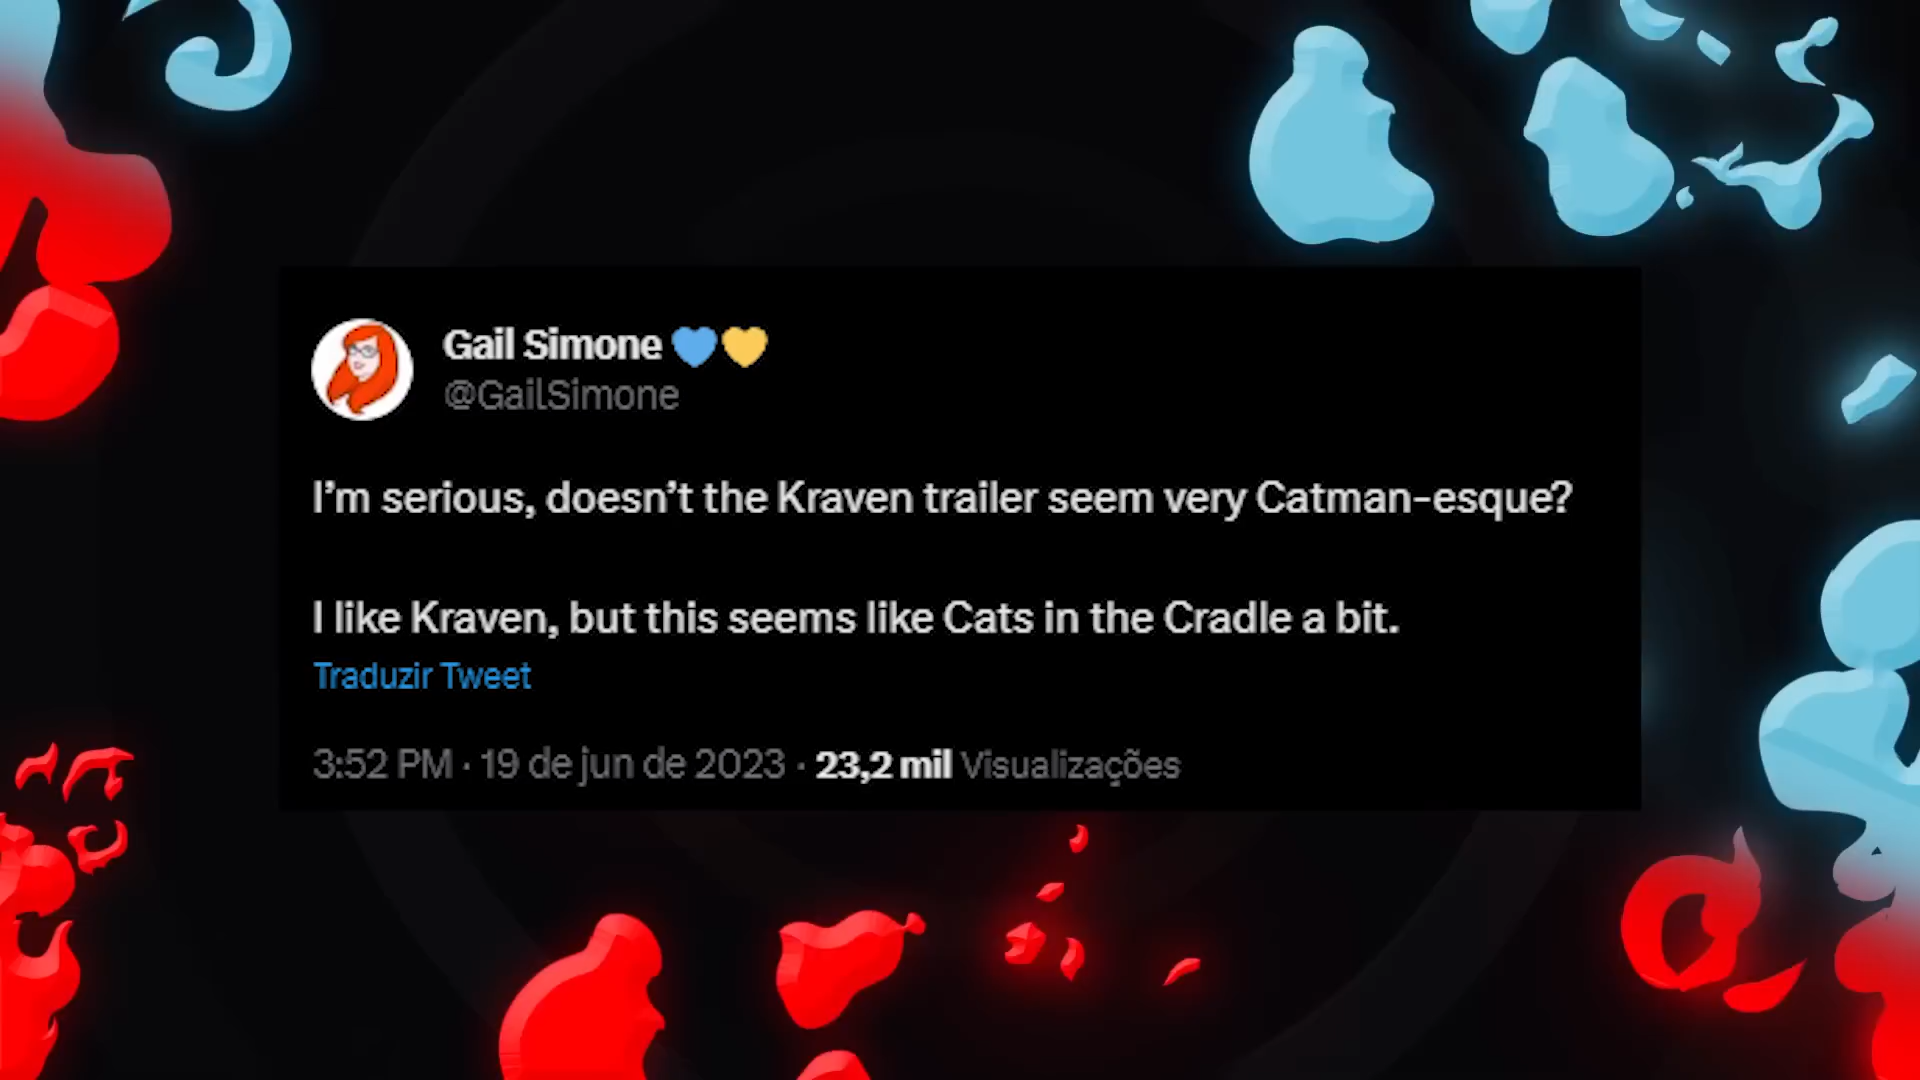 Gail Simone 💙💛
@GailSimone
I’m serious, doesn’t the Kraven trailer seem very Catman-esque?
I like Kraven, but this seems like Cats in the Cradle a bit.
Traduzir Tweet
3:52 PM · 19 de jun de 2023 · 23,2 mil Visualizações